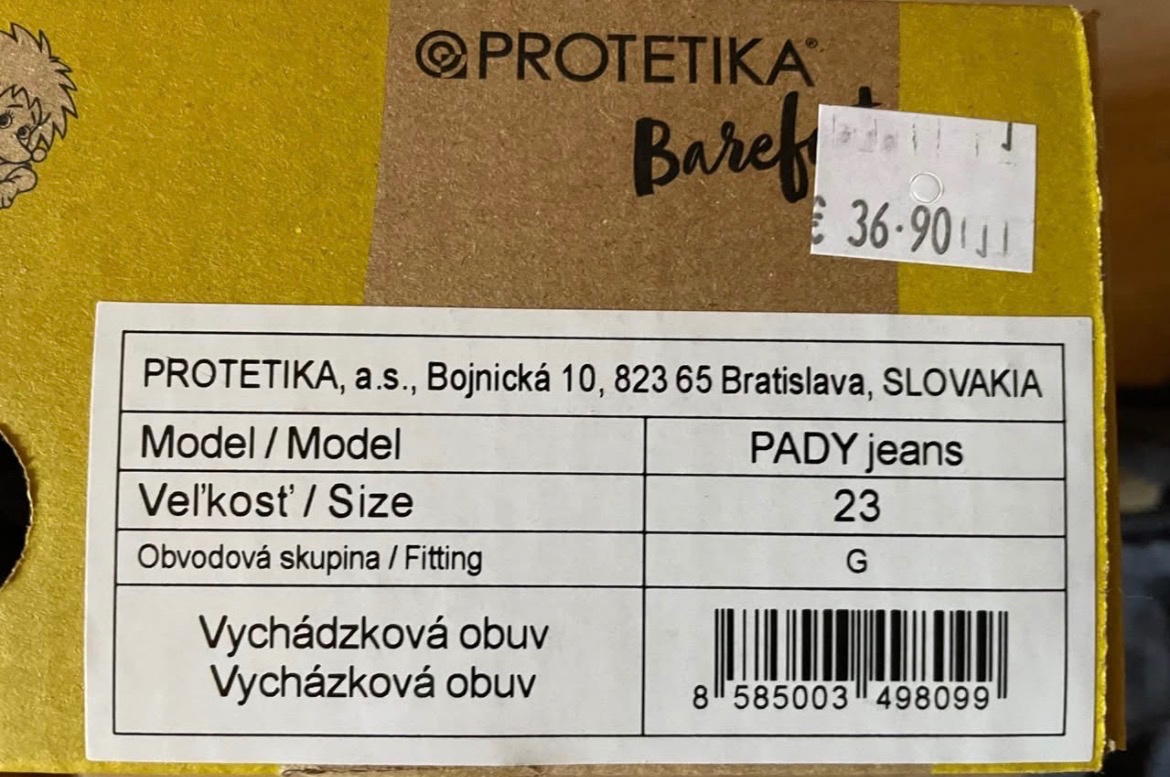 PROTETIKA®
€ 36·90
PROTETIKA, a.s., Bojnická 10, 823 65 Bratislava, SLOVAKIA
Model / Model PADY jeans
Veľkosť / Size 23
Obvodová skupina / Fitting G
Vychádzková obuv
Vycházková obuv
8 585003 498099